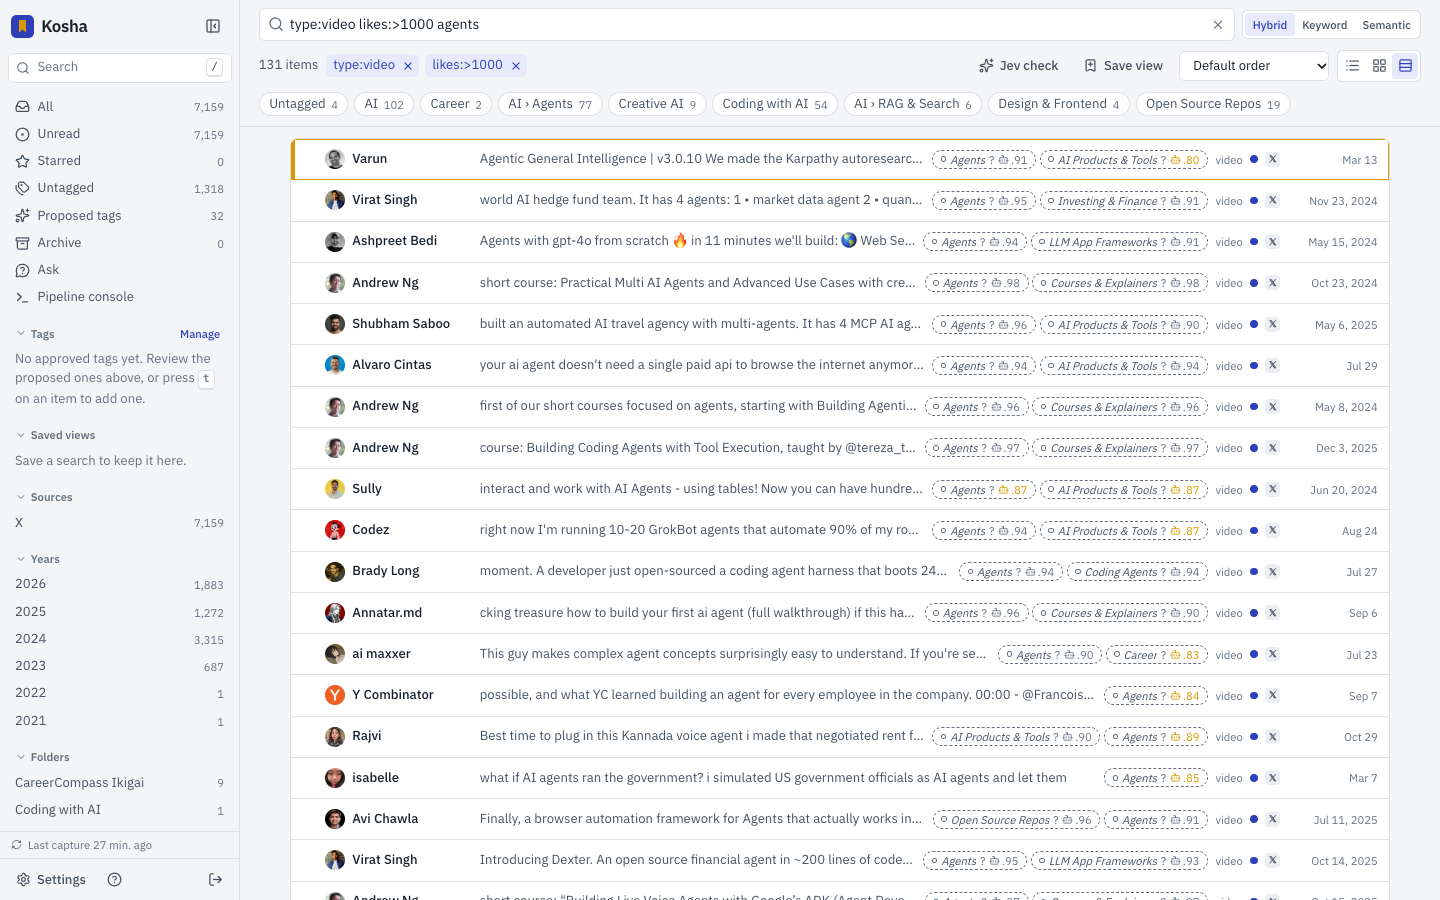 Kosha
Search /
All 7,159
Unread 7,159
Starred 0
Untagged 1,318
Proposed tags 32
Archive 0
Ask
Pipeline console
Tags Manage
No approved tags yet. Review the
proposed ones above, or press t
on an item to add one.
Saved views
Save a search to keep it here.
Sources
X 7,159
Years
2026 1,883
2025 1,272
2024 3,315
2023 687
2022 1
2021 1
Folders
CareerCompass Ikigai 9
Coding with AI 1
Last capture 27 min. ago
Settings
type:video likes:>1000 agents
Hybrid Keyword Semantic
131 items type:video × likes:>1000 ×
Jev check Save view Default order
Untagged 4 AI 102 Career 2 AI › Agents 77 Creative AI 9 Coding with AI 54 AI › RAG & Search 6 Design & Frontend 4 Open Source Repos 19
Varun Agentic General Intelligence | v3.0.10 We made the Karpathy autoresearc... Agents ? .91 AI Products & Tools ? .80 video X Mar 13
Virat Singh world AI hedge fund team. It has 4 agents: 1 • market data agent 2 • quan... Agents ? .95 Investing & Finance ? .91 video X Nov 23, 2024
Ashpreet Bedi Agents with gpt-4o from scratch 🔥 in 11 minutes we'll build: 🌎 Web Se... Agents ? .94 LLM App Frameworks ? .91 video X May 15, 2024
Andrew Ng short course: Practical Multi AI Agents and Advanced Use Cases with cre... Agents ? .98 Courses & Explainers ? .98 video X Oct 23, 2024
Shubham Saboo built an automated AI travel agency with multi-agents. It has 4 MCP AI ag... Agents ? .96 AI Products & Tools ? .90 video X May 6, 2025
Alvaro Cintas your ai agent doesn't need a single paid api to browse the internet anymor... Agents ? .94 AI Products & Tools ? .94 video X Jul 29
Andrew Ng first of our short courses focused on agents, starting with Building Agenti... Agents ? .96 Courses & Explainers ? .96 video X May 8, 2024
Andrew Ng course: Building Coding Agents with Tool Execution, taught by @tereza_t... Agents ? .97 Courses & Explainers ? .97 video X Dec 3, 2025
Sully interact and work with AI Agents - using tables! Now you can have hundre... Agents ? .87 AI Products & Tools ? .87 video X Jun 20, 2024
Codez right now I'm running 10-20 GrokBot agents that automate 90% of my ro... Agents ? .94 AI Products & Tools ? .87 video X Aug 24
Brady Long moment. A developer just open-sourced a coding agent harness that boots 24... Agents ? .94 Coding Agents ? .94 video X Jul 27
Annatar.md cking treasure how to build your first ai agent (full walkthrough) if this ha... Agents ? .96 Courses & Explainers ? .90 video X Sep 6
ai maxxer This guy makes complex agent concepts surprisingly easy to understand. If you're se... Agents ? .90 Career ? .83 video X Jul 23
Y Combinator possible, and what YC learned building an agent for every employee in the company. 00:00 - @Francois... Agents ? .84 video X Sep 7
Rajvi Best time to plug in this Kannada voice agent i made that negotiated rent f... AI Products & Tools ? .90 Agents ? .89 video X Oct 29
isabelle what if AI agents ran the government? i simulated US government officials as AI agents and let them Agents ? .85 video X Mar 7
Avi Chawla Finally, a browser automation framework for Agents that actually works in... Open Source Repos ? .96 Agents ? .91 video X Jul 11, 2025
Virat Singh Introducing Dexter. An open source financial agent in ~200 lines of code... Agents ? .95 LLM App Frameworks ? .93 video X Oct 14, 2025
Andrew Ng short course: "Building Live Voice Agents with Google's ADK (Agent Deve...